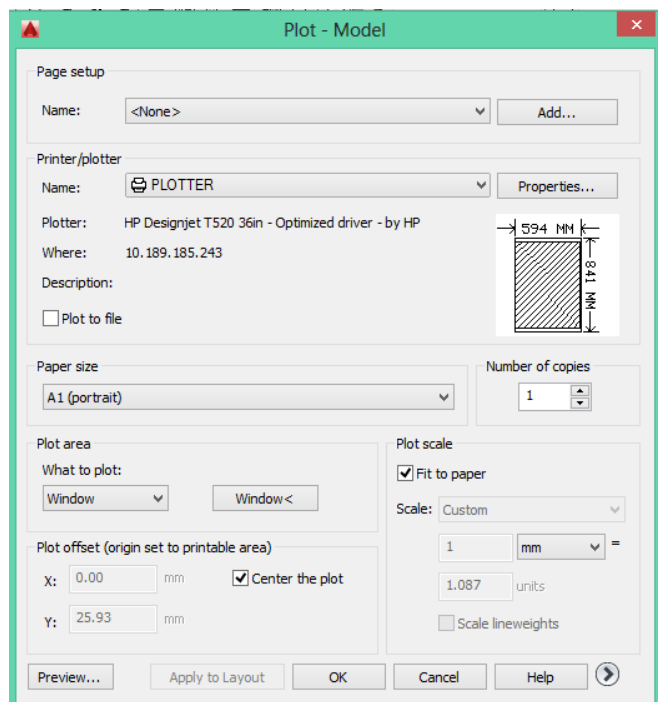 Plot - Model
Page setup
Name: <None> Add...
Printer/plotter
Name: PLOTTER Properties...
Plotter: HP Designjet T520 36in - Optimized driver - by HP
Where: 10.189.185.243
Description:
Plot to file
594 MM
841 MM
Paper size
A1 (portrait)
Number of copies
1
Plot area
What to plot:
Window Window<
Plot offset (origin set to printable area)
X: 0.00 mm Center the plot
Y: 25.93 mm
Plot scale
Fit to paper
Scale: Custom
1 mm =
1.087 units
Scale lineweights
Preview... Apply to Layout OK Cancel Help